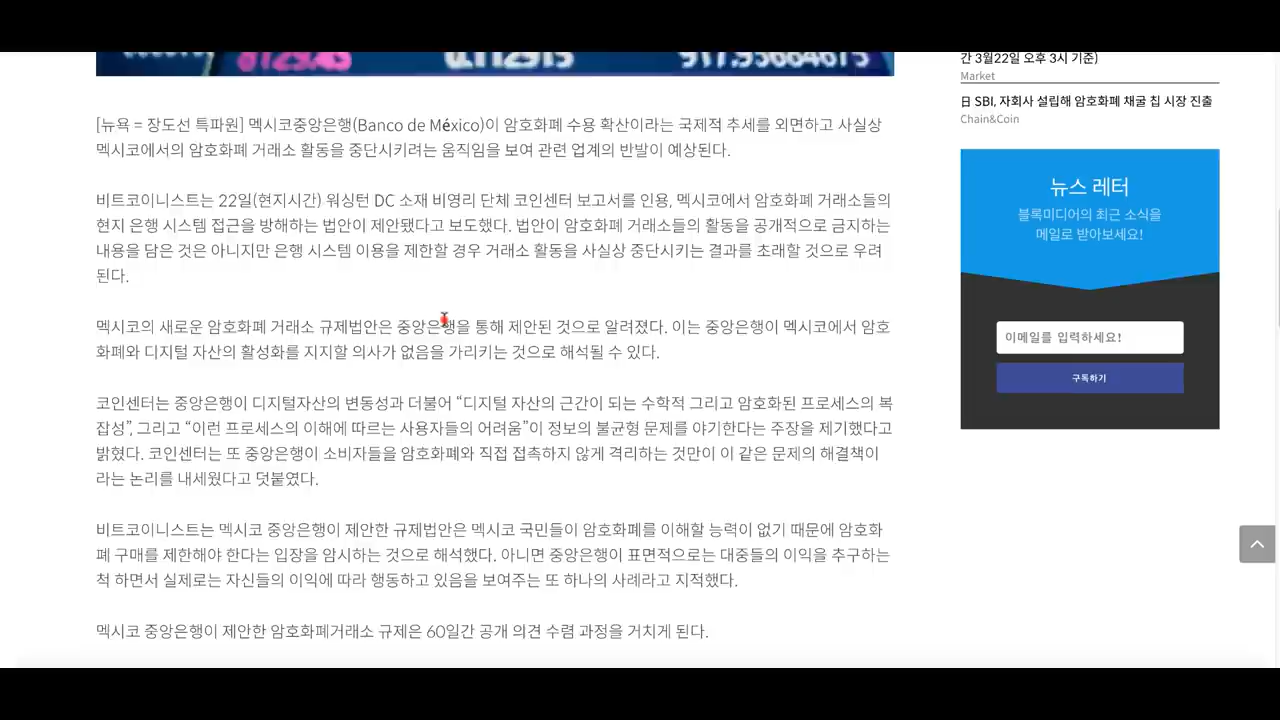 6129.43 0.112915 917.93664675
[뉴욕 = 장도선 특파원] 멕시코중앙은행(Banco de México)이 암호화폐 수용 확산이라는 국제적 추세를 외면하고 사실상
멕시코에서의 암호화폐 거래소 활동을 중단시키려는 움직임을 보여 관련 업계의 반발이 예상된다.
비트코이니스트는 22일(현지시간) 워싱턴 DC 소재 비영리 단체 코인센터 보고서를 인용, 멕시코에서 암호화폐 거래소들의
현지 은행 시스템 접근을 방해하는 법안이 제안됐다고 보도했다. 법안이 암호화폐 거래소들의 활동을 공개적으로 금지하는
내용을 담은 것은 아니지만 은행 시스템 이용을 제한할 경우 거래소 활동을 사실상 중단시키는 결과를 초래할 것으로 우려
된다.
멕시코의 새로운 암호화폐 거래소 규제법안은 중앙은행을 통해 제안된 것으로 알려졌다. 이는 중앙은행이 멕시코에서 암호
화폐와 디지털 자산의 활성화를 지지할 의사가 없음을 가리키는 것으로 해석될 수 있다.
코인센터는 중앙은행이 디지털자산의 변동성과 더불어 “디지털 자산의 근간이 되는 수학적 그리고 암호화된 프로세스의 복
잡성”, 그리고 “이런 프로세스의 이해에 따르는 사용자들의 어려움”이 정보의 불균형 문제를 야기한다는 주장을 제기했다고
밝혔다. 코인센터는 또 중앙은행이 소비자들을 암호화폐와 직접 접촉하지 않게 격리하는 것만이 이 같은 문제의 해결책이
라는 논리를 내세웠다고 덧붙였다.
비트코이니스트는 멕시코 중앙은행이 제안한 규제법안은 멕시코 국민들이 암호화폐를 이해할 능력이 없기 때문에 암호화
폐 구매를 제한해야 한다는 입장을 암시하는 것으로 해석했다. 아니면 중앙은행이 표면적으로는 대중들의 이익을 추구하는
척 하면서 실제로는 자신들의 이익에 따라 행동하고 있음을 보여주는 또 하나의 사례라고 지적했다.
멕시코 중앙은행이 제안한 암호화폐거래소 규제은 60일간 공개 의견 수렴 과정을 거치게 된다.
간 3월22일 오후 3시 기준)
Market
日 SBI, 자회사 설립해 암호화폐 채굴 칩 시장 진출
Chain&Coin
뉴스 레터
블록미디어의 최근 소식을
메일로 받아보세요!
이메일를 입력하세요!
구독하기